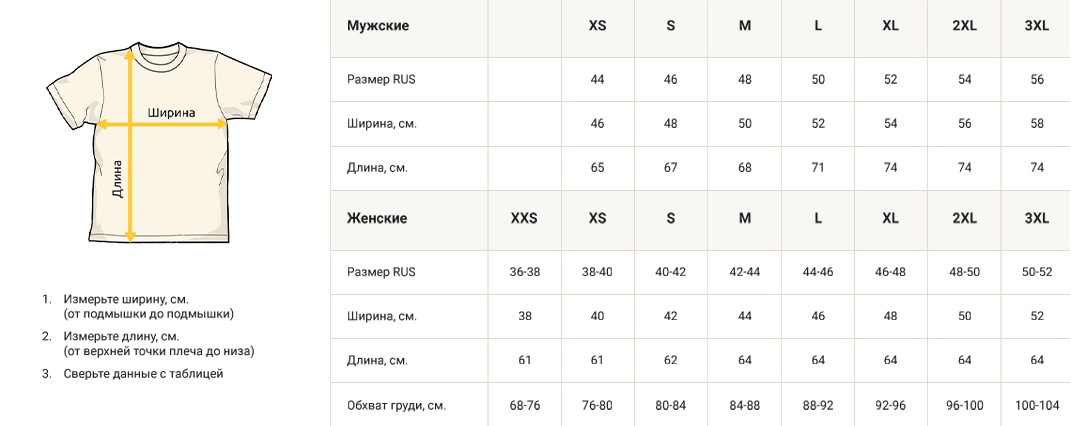 Ширина
Длина
1. Измерьте ширину, см.
(от подмышки до подмышки)
2. Измерьте длину, см.
(от верхней точки плеча до низа)
3. Сверьте данные с таблицей
Мужские XS S M L XL 2XL 3XL
Размер RUS 44 46 48 50 52 54 56
Ширина, см. 46 48 50 52 54 56 58
Длина, см. 65 67 68 71 74 74 74
Женские XXS XS S M L XL 2XL 3XL
Размер RUS 36-38 38-40 40-42 42-44 44-46 46-48 48-50 50-52
Ширина, см. 38 40 42 44 46 48 50 52
Длина, см. 61 61 62 64 64 64 64 64
Обхват груди, см. 68-76 76-80 80-84 84-88 88-92 92-96 96-100 100-104